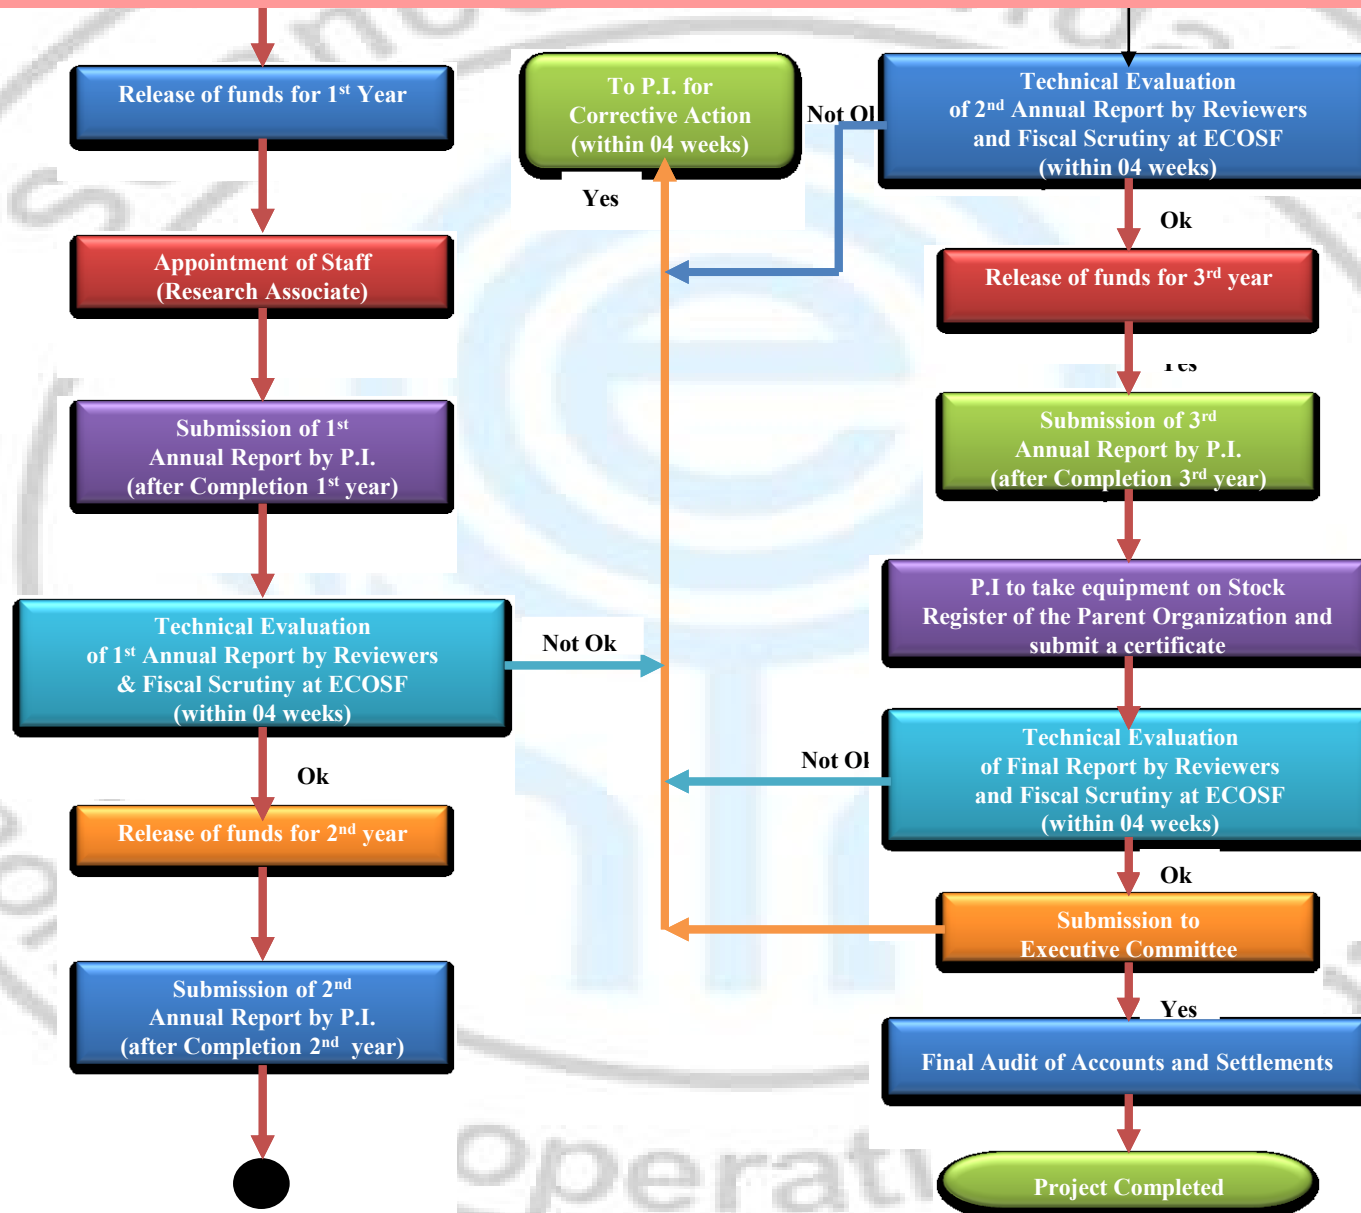 Release of funds for 1st Year
Appointment of Staff
(Research Associate)
Submission of 1st
Annual Report by P.I.
(after Completion 1st year)
Technical Evaluation
of 1st Annual Report by Reviewers
& Fiscal Scrutiny at ECOSF
(within 04 weeks)
Not Ok
Ok
Release of funds for 2nd year
Submission of 2nd
Annual Report by P.I.
(after Completion 2nd year)
To P.I. for
Corrective Action
(within 04 weeks)
Yes
Not Ok
Technical Evaluation
of 2nd Annual Report by Reviewers
and Fiscal Scrutiny at ECOSF
(within 04 weeks)
Ok
Release of funds for 3rd year
Yes
Submission of 3rd
Annual Report by P.I.
(after Completion 3rd year)
P.I to take equipment on Stock
Register of the Parent Organization and
submit a certificate
Technical Evaluation
of Final Report by Reviewers
and Fiscal Scrutiny at ECOSF
(within 04 weeks)
Not Ok
Ok
Submission to
Executive Committee
Yes
Final Audit of Accounts and Settlements
Project Completed